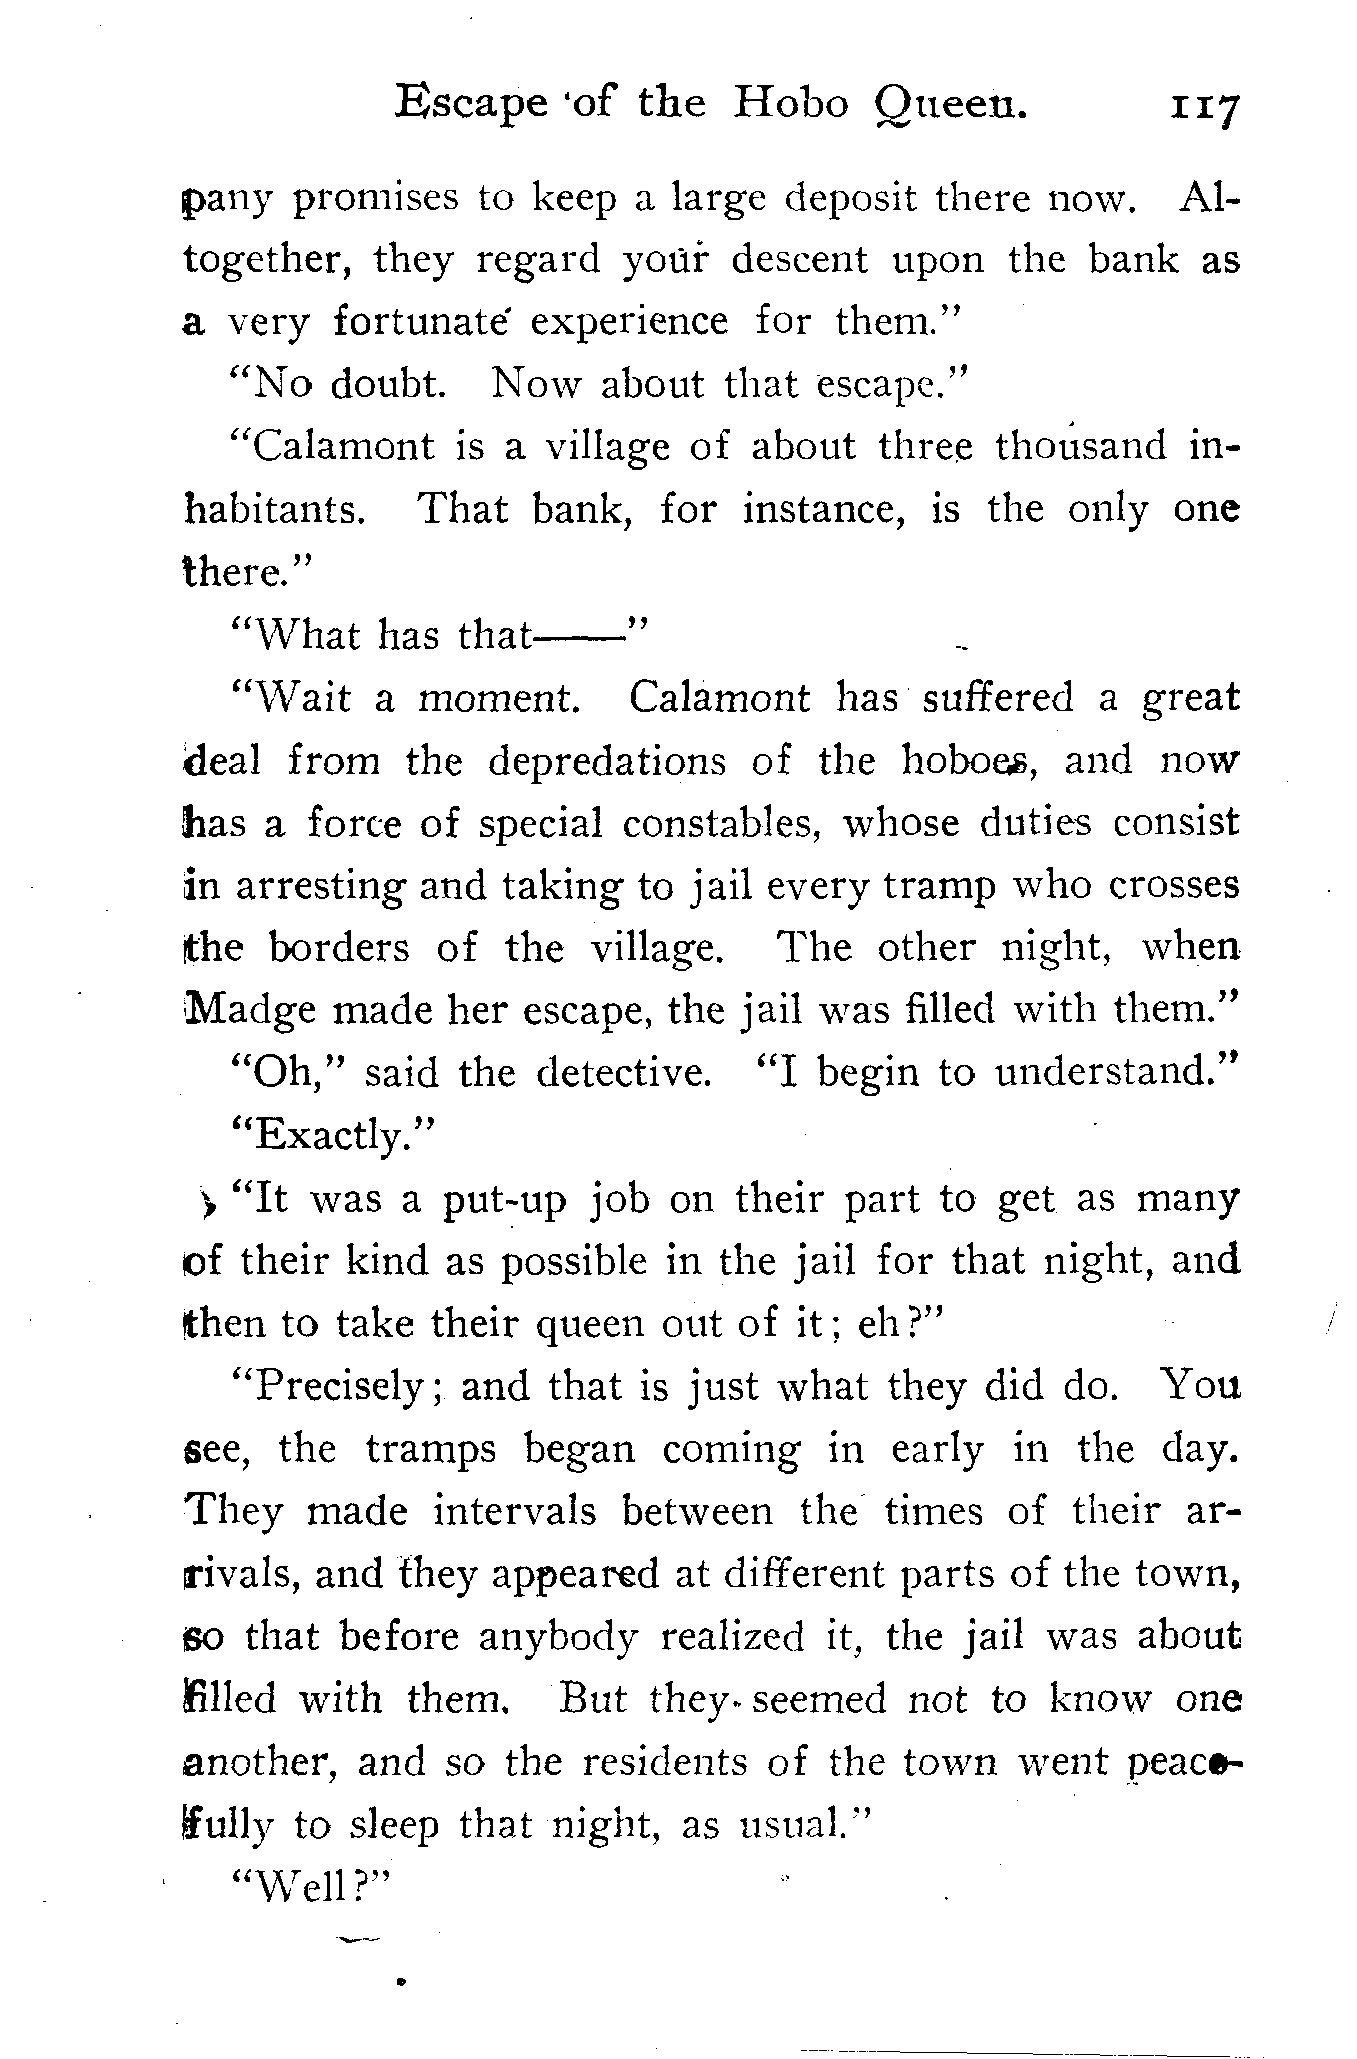 Escape of the Hobo Queen. 117
pany promises to keep a large deposit there now. Al-
together, they regard your descent upon the bank as
a very fortunate experience for them."
"No doubt. Now about that escape."
"Calamont is a village of about three thousand in-
habitants. That bank, for instance, is the only one
there."
"What has that——"
"Wait a moment. Calamont has suffered a great
deal from the depredations of the hoboes, and now
has a force of special constables, whose duties consist
in arresting and taking to jail every tramp who crosses
the borders of the village. The other night, when
Madge made her escape, the jail was filled with them."
"Oh," said the detective. "I begin to understand."
"Exactly."
"It was a put-up job on their part to get as many
of their kind as possible in the jail for that night, and
then to take their queen out of it; eh?"
"Precisely; and that is just what they did do. You
see, the tramps began coming in early in the day.
They made intervals between the times of their ar-
rivals, and they appeared at different parts of the town,
so that before anybody realized it, the jail was about
filled with them. But they seemed not to know one
another, and so the residents of the town went peace-
fully to sleep that night, as usual."
"Well?"